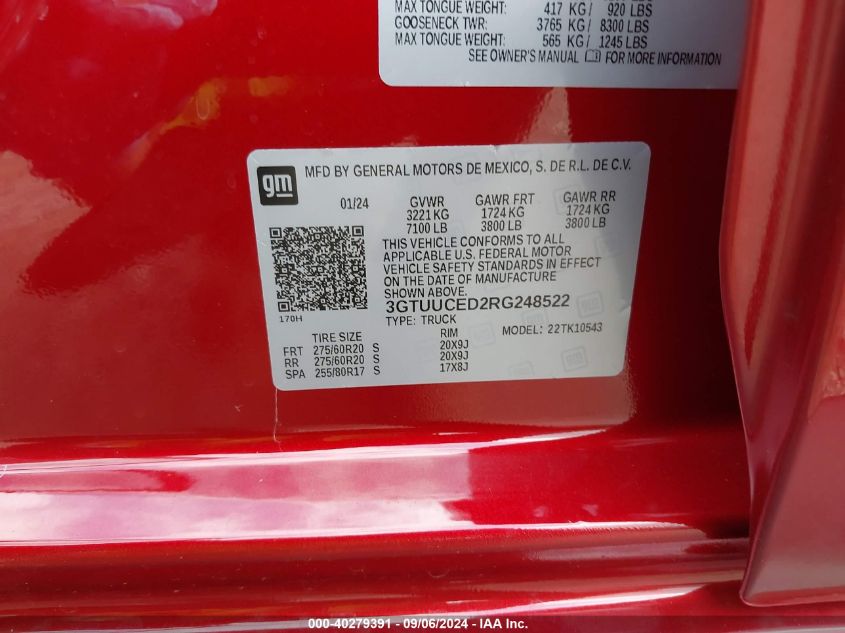 MAX TONGUE WEIGHT: 417 KG/ 920 LBS
GOOSENECK TWR: 3765 KG/ 8300 LBS
MAX TONGUE WEIGHT: 565 KG/ 1245 LBS
SEE OWNER'S MANUAL FOR MORE INFORMATION
gm
MFD BY GENERAL MOTORS DE MEXICO, S. DE R.L. DE C.V.
01/24 GVWR GAWR FRT GAWR RR
3221 KG 1724 KG 1724 KG
7100 LB 3800 LB 3800 LB
THIS VEHICLE CONFORMS TO ALL
APPLICABLE U.S. FEDERAL MOTOR
VEHICLE SAFETY STANDARDS IN EFFECT
ON THE DATE OF MANUFACTURE
SHOWN ABOVE.
3GTUUCED2RG248522
170H
TYPE: TRUCK
MODEL: 22TK10543
TIRE SIZE RIM
FRT 275/60R20 S 20X9J
RR 275/60R20 S 20X9J
SPA 255/80R17 S 17X8J
000-40279391 - 09/06/2024 - IAA Inc.